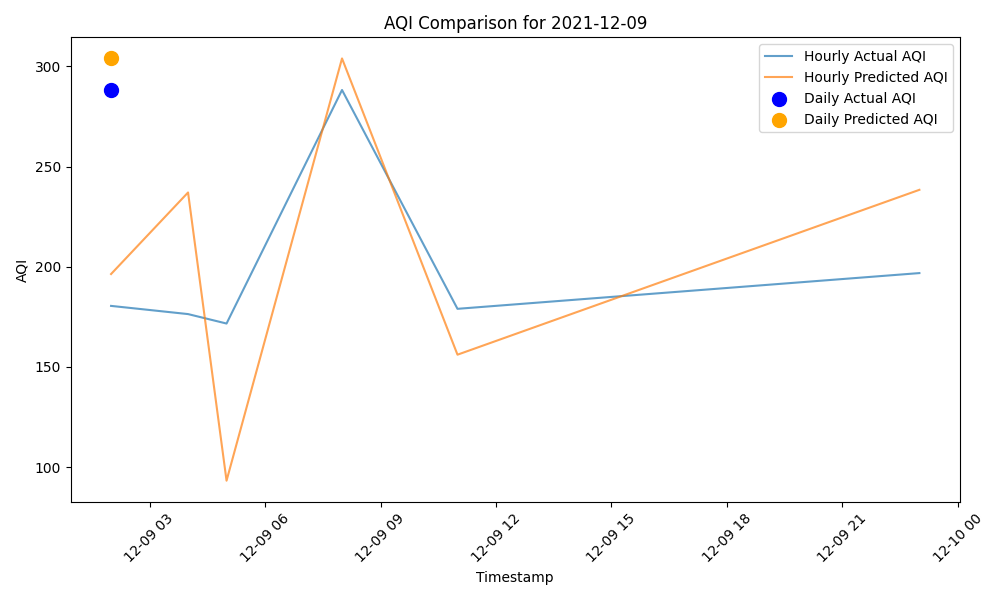 AQI Comparison for 2021-12-09
Hourly Actual AQI
Hourly Predicted AQI
Daily Actual AQI
Daily Predicted AQI
AQI
300
250
200
150
100
12-09 03
12-09 06
12-09 09
12-09 12
12-09 15
12-09 18
12-09 21
12-10 00
Timestamp